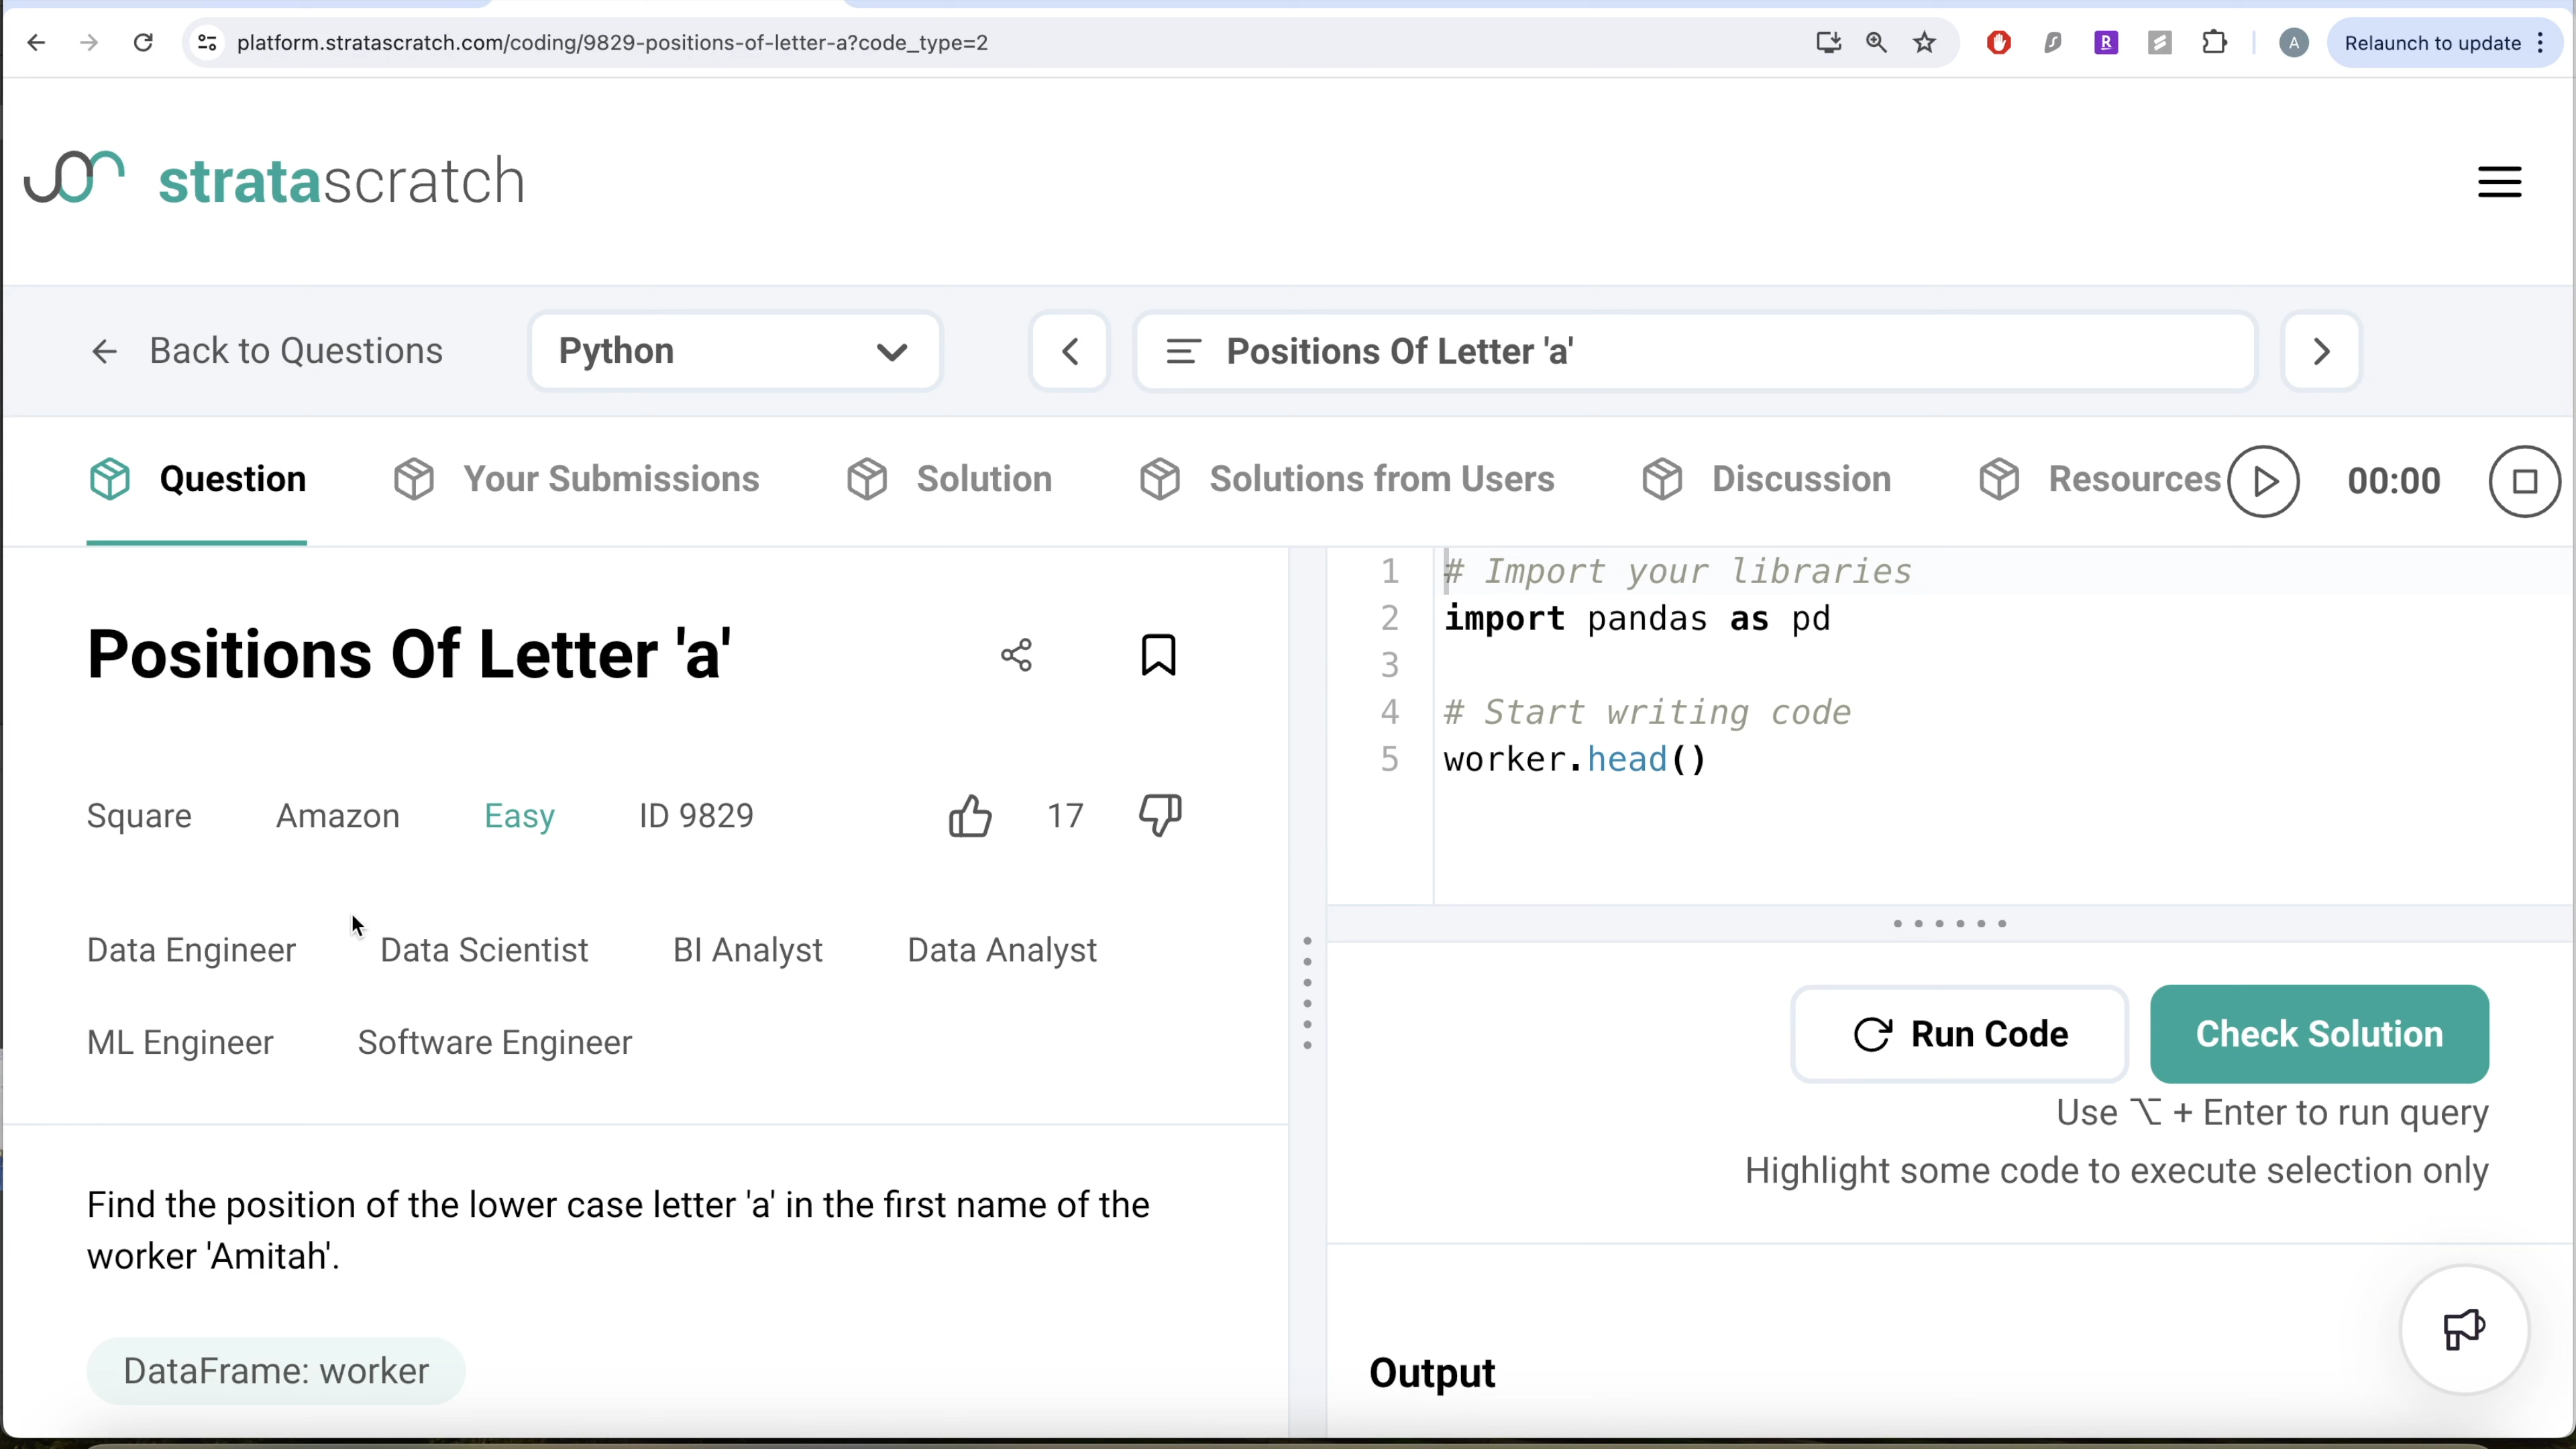 platform.stratascratch.com/coding/9829-positions-of-letter-a?code_type=2
R
A
Relaunch to update
stratascratch
Back to Questions
Python
Positions Of Letter 'a'
Question
Your Submissions
Solution
Solutions from Users
Discussion
Resources
00:00
Positions Of Letter 'a'
Square
Amazon
Easy
ID 9829
17
Data Engineer
Data Scientist
BI Analyst
Data Analyst
ML Engineer
Software Engineer
Find the position of the lower case letter 'a' in the first name of the
worker 'Amitah'.
DataFrame: worker
1 # Import your libraries
2 import pandas as pd
3
4 # Start writing code
5 worker.head()
Run Code
Check Solution
Use ⌥ + Enter to run query
Highlight some code to execute selection only
Output